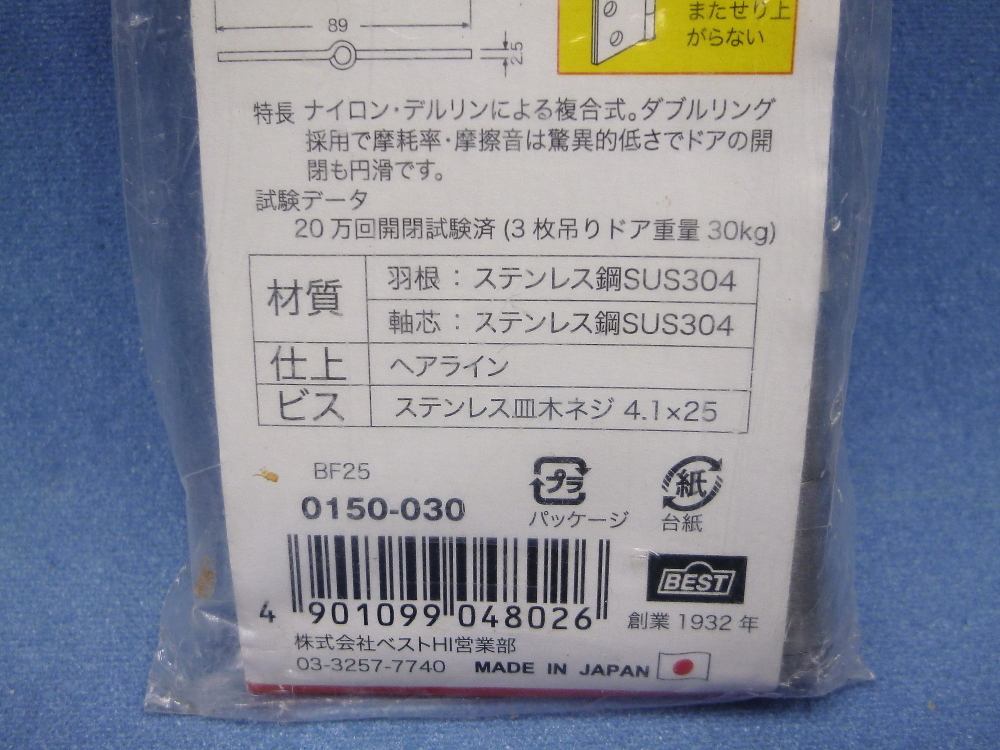 89
2.5
またせり上
がらない
特長 ナイロン・デルリンによる複合式。ダブルリング
採用で摩耗率・摩擦音は驚異的低さでドアの開
閉も円滑です。
試験データ
20万回開閉試験済(3枚吊りドア重量30kg)
材質
羽根：ステンレス鋼SUS304
軸芯：ステンレス鋼SUS304
仕上 ヘアライン
ビス ステンレス皿木ネジ 4.1×25
BF25
0150-030
プラ
パッケージ
紙
台紙
4 901099 048026
BEST
創業1932年
株式会社ベストHI営業部
03-3257-7740 MADE IN JAPAN